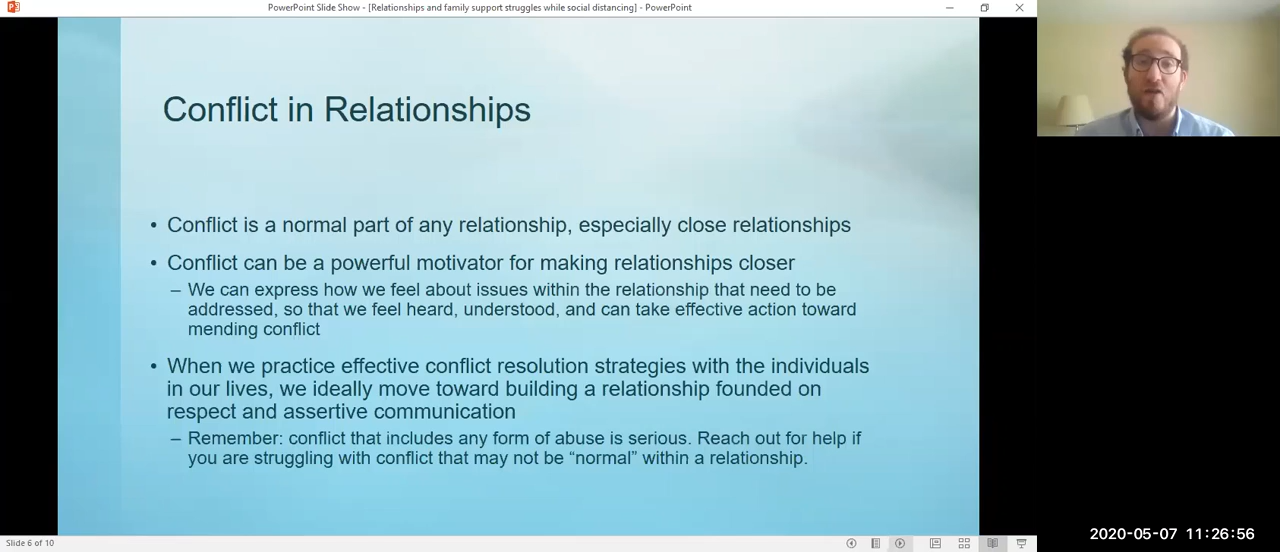 PowerPoint Slide Show - [Relationships and family support struggles while social distancing] - PowerPoint
Conflict in Relationships
• Conflict is a normal part of any relationship, especially close relationships
• Conflict can be a powerful motivator for making relationships closer
– We can express how we feel about issues within the relationship that need to be
addressed, so that we feel heard, understood, and can take effective action toward
mending conflict
• When we practice effective conflict resolution strategies with the individuals
in our lives, we ideally move toward building a relationship founded on
respect and assertive communication
– Remember: conflict that includes any form of abuse is serious. Reach out for help if
you are struggling with conflict that may not be “normal” within a relationship.
Slide 6 of 10
2020-05-07 11:26:56